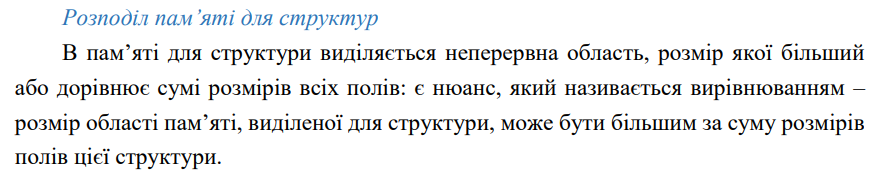 Розподіл пам’яті для структур
В пам’яті для структури виділяється неперервна область, розмір якої більший
або дорівнює сумі розмірів всіх полів: є нюанс, який називається вирівнюванням –
розмір області пам’яті, виділеної для структури, може бути більшим за суму розмірів
полів цієї структури.